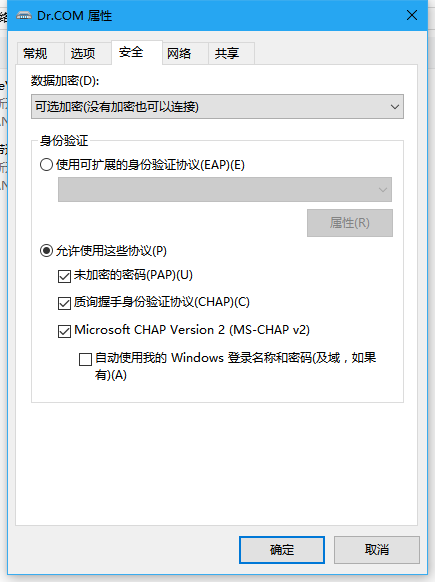 Dr.COM 属性
常规 选项 安全 网络 共享
数据加密(D):
可选加密(没有加密也可以连接)
身份验证
使用可扩展的身份验证协议(EAP)(E)
属性(R)
允许使用这些协议(P)
未加密的密码(PAP)(U)
质询握手身份验证协议(CHAP)(C)
Microsoft CHAP Version 2 (MS-CHAP v2)
自动使用我的 Windows 登录名称和密码(及域，如果
有)(A)
确定 取消